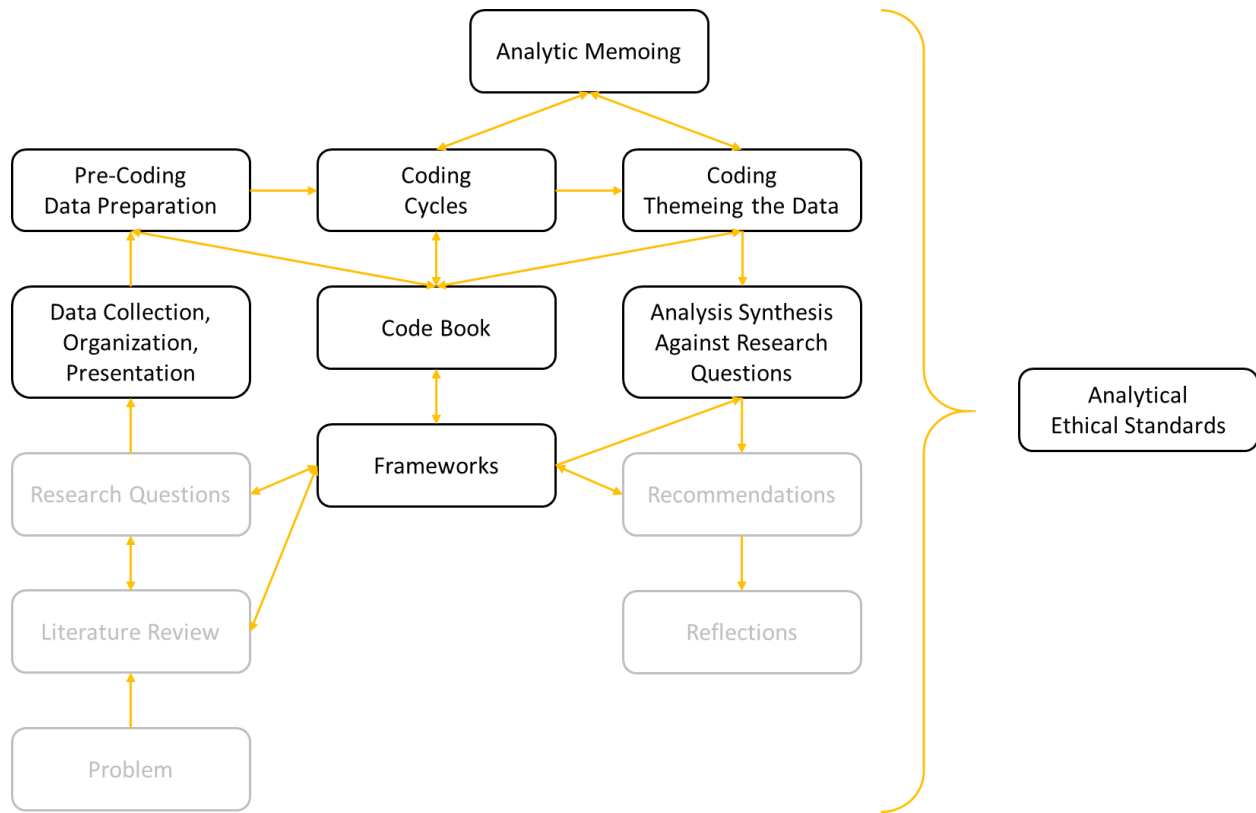 Analytic Memoing
Pre-Coding
Data Preparation
Coding
Cycles
Coding
Themeing the Data
Data Collection,
Organization,
Presentation
Code Book
Analysis Synthesis
Against Research
Questions
Analytical
Ethical Standards
Frameworks
Research Questions
Recommendations
Literature Review
Reflections
Problem